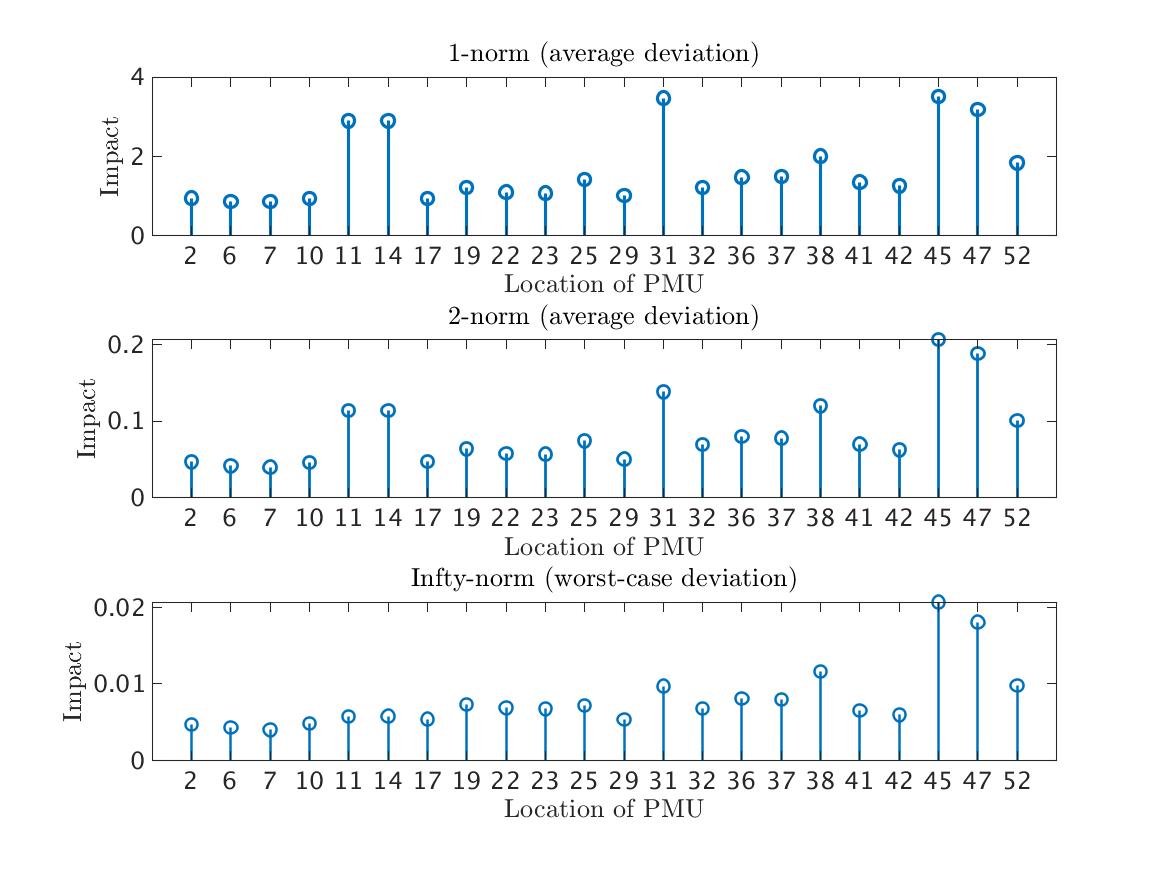 1-norm (average deviation)
4
2
0
Impact
2 6 7 10 11 14 17 19 22 23 25 29 31 32 36 37 38 41 42 45 47 52
Location of PMU
2-norm (average deviation)
0.2
0.1
0
Impact
2 6 7 10 11 14 17 19 22 23 25 29 31 32 36 37 38 41 42 45 47 52
Location of PMU
Infty-norm (worst-case deviation)
0.02
0.01
0
Impact
2 6 7 10 11 14 17 19 22 23 25 29 31 32 36 37 38 41 42 45 47 52
Location of PMU